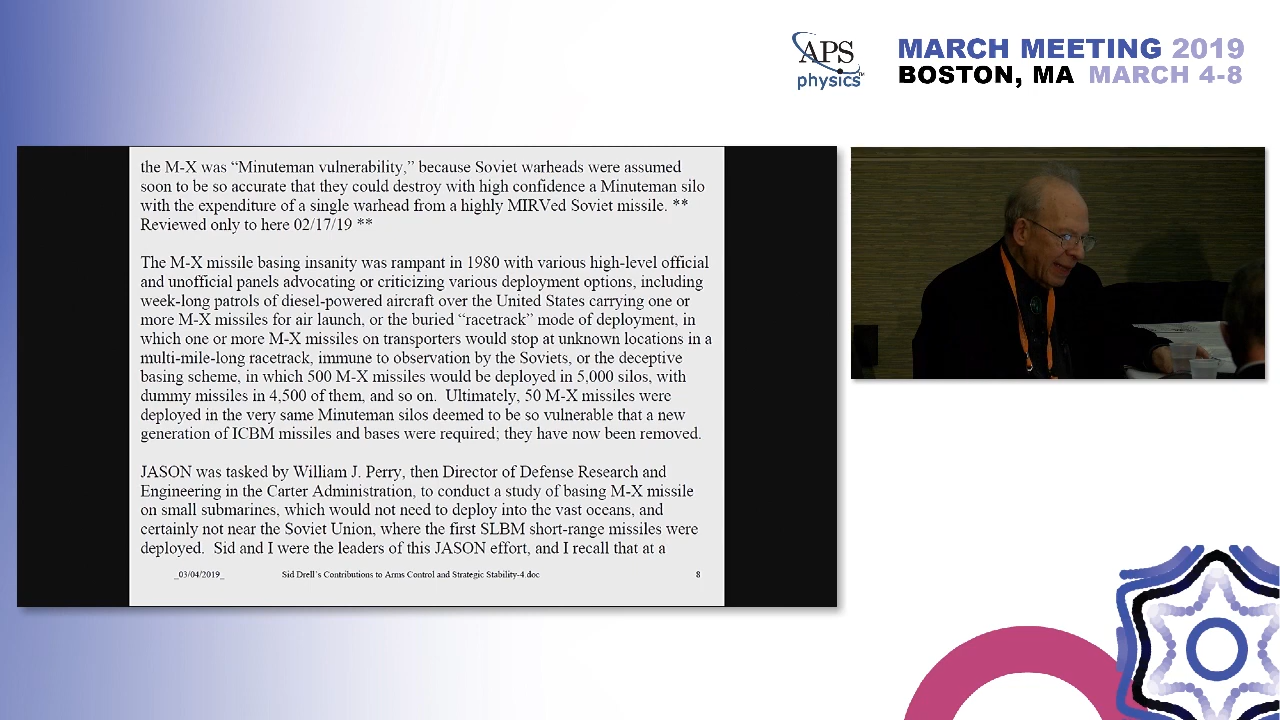 APS
physics™
MARCH MEETING 2019
BOSTON, MA MARCH 4-8
the M-X was “Minuteman vulnerability,” because Soviet warheads were assumed
soon to be so accurate that they could destroy with high confidence a Minuteman silo
with the expenditure of a single warhead from a highly MIRVed Soviet missile. **
Reviewed only to here 02/17/19 **
The M-X missile basing insanity was rampant in 1980 with various high-level official
and unofficial panels advocating or criticizing various deployment options, including
week-long patrols of diesel-powered aircraft over the United States carrying one or
more M-X missiles for air launch, or the buried “racetrack” mode of deployment, in
which one or more M-X missiles on transporters would stop at unknown locations in a
multi-mile-long racetrack, immune to observation by the Soviets, or the deceptive
basing scheme, in which 500 M-X missiles would be deployed in 5,000 silos, with
dummy missiles in 4,500 of them, and so on. Ultimately, 50 M-X missiles were
deployed in the very same Minuteman silos deemed to be so vulnerable that a new
generation of ICBM missiles and bases were required; they have now been removed.
JASON was tasked by William J. Perry, then Director of Defense Research and
Engineering in the Carter Administration, to conduct a study of basing M-X missile
on small submarines, which would not need to deploy into the vast oceans, and
certainly not near the Soviet Union, where the first SLBM short-range missiles were
deployed. Sid and I were the leaders of this JASON effort, and I recall that at a
_03/04/2019_ Sid Drell’s Contributions to Arms Control and Strategic Stability-4.doc 8